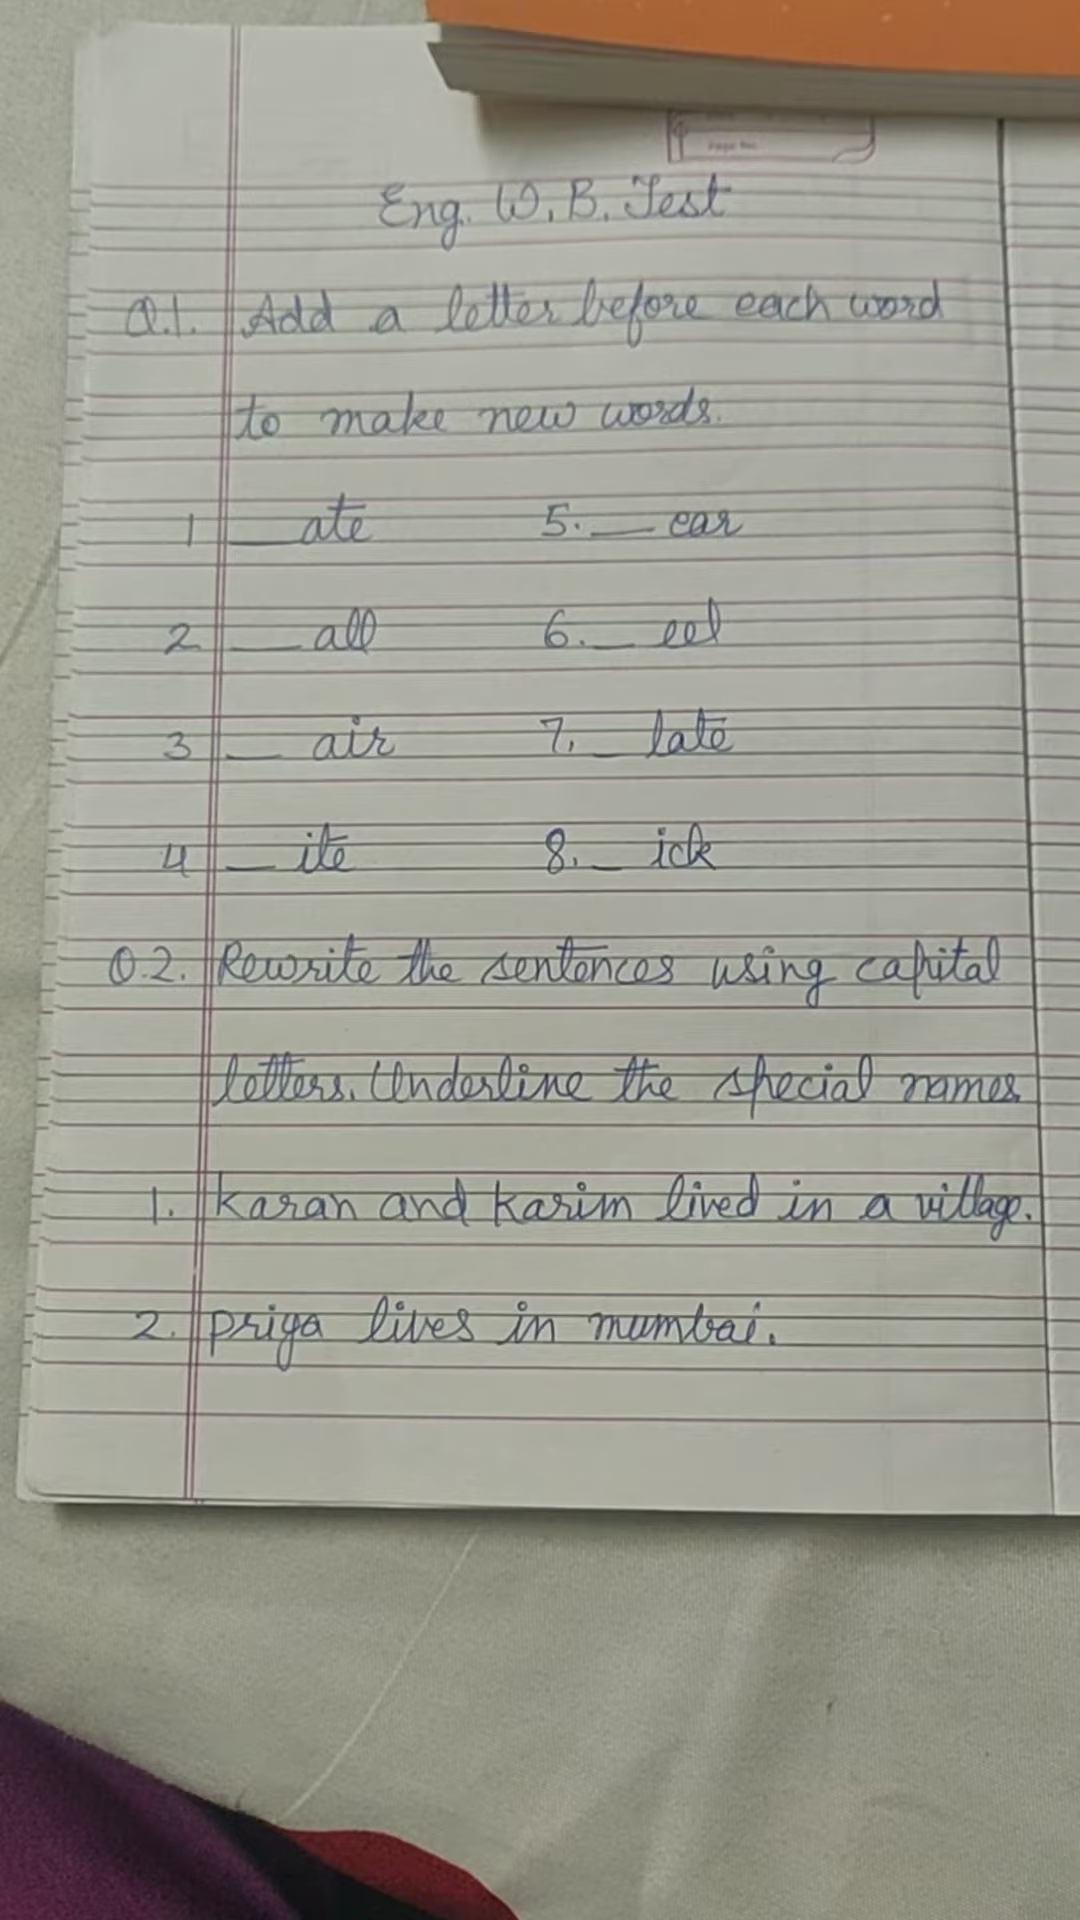 Eng. W. B. Test
Q.1. Add a letter before each word
to make new words.
1 __ ate 5. __ ear
2 __ all 6. __ eel
3 __ air 7. __ late
4 __ ite 8. __ ick
Q.2. Rewrite the sentences using capital
letters. Underline the special names
1. karan and karim lived in a village.
2. priya lives in mumbai.